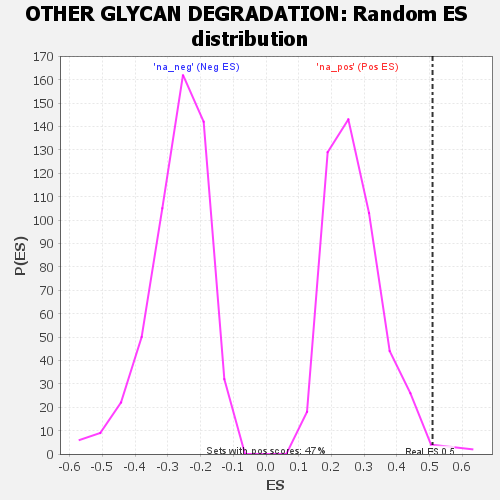 OTHER GLYCAN DEGRADATION: Random ES
distribution
'na_neg' (Neg ES)
'na_pos' (Pos ES)
170
160
150
140
130
120
110
100
90
80
70
60
50
40
30
20
10
0
P(ES)
Sets with pos scores: 47%
Real ES 0.5
-0.6 -0.5 -0.4 -0.3 -0.2 -0.1 0.0 0.1 0.2 0.3 0.4 0.5 0.6
ES